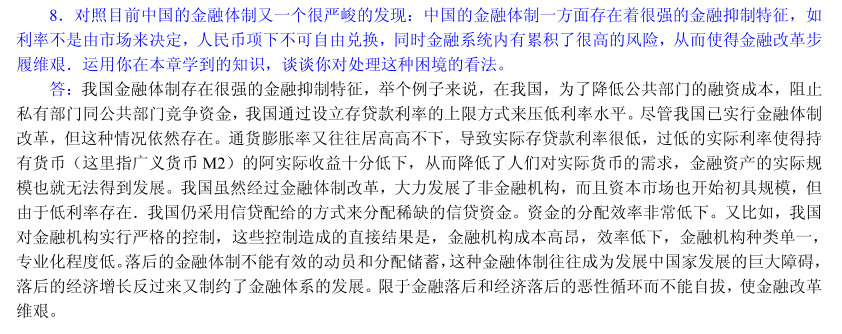 8．对照目前中国的金融体制又一个很严峻的发现：中国的金融体制一方面存在着很强的金融抑制特征，如
利率不是由市场来决定，人民币项下不可自由兑换，同时金融系统内有累积了很高的风险，从而使得金融改革步
履维艰．运用你在本章学到的知识，谈谈你对处理这种困境的看法。
答：我国金融体制存在很强的金融抑制特征，举个例子来说，在我国，为了降低公共部门的融资成本，阻止
私有部门同公共部门竞争资金，我国通过设立存贷款利率的上限方式来压低利率水平。尽管我国已实行金融体制
改革，但这种情况依然存在。通货膨胀率又往往居高高不下，导致实际存贷款利率很低，过低的实际利率使得持
有货币（这里指广义货币 M2）的阿实际收益十分低下，从而降低了人们对实际货币的需求，金融资产的实际规
模也就无法得到发展。我国虽然经过金融体制改革，大力发展了非金融机构，而且资本市场也开始初具规模，但
由于低利率存在．我国仍采用信贷配给的方式来分配稀缺的信贷资金。资金的分配效率非常低下。又比如，我国
对金融机构实行严格的控制，这些控制造成的直接结果是，金融机构成本高昂，效率低下，金融机构种类单一，
专业化程度低。落后的金融体制不能有效的动员和分配储蓄，这种金融体制往往成为发展中国家发展的巨大障碍，
落后的经济增长反过来又制约了金融体系的发展。限于金融落后和经济落后的恶性循环而不能自拔，使金融改革
维艰。